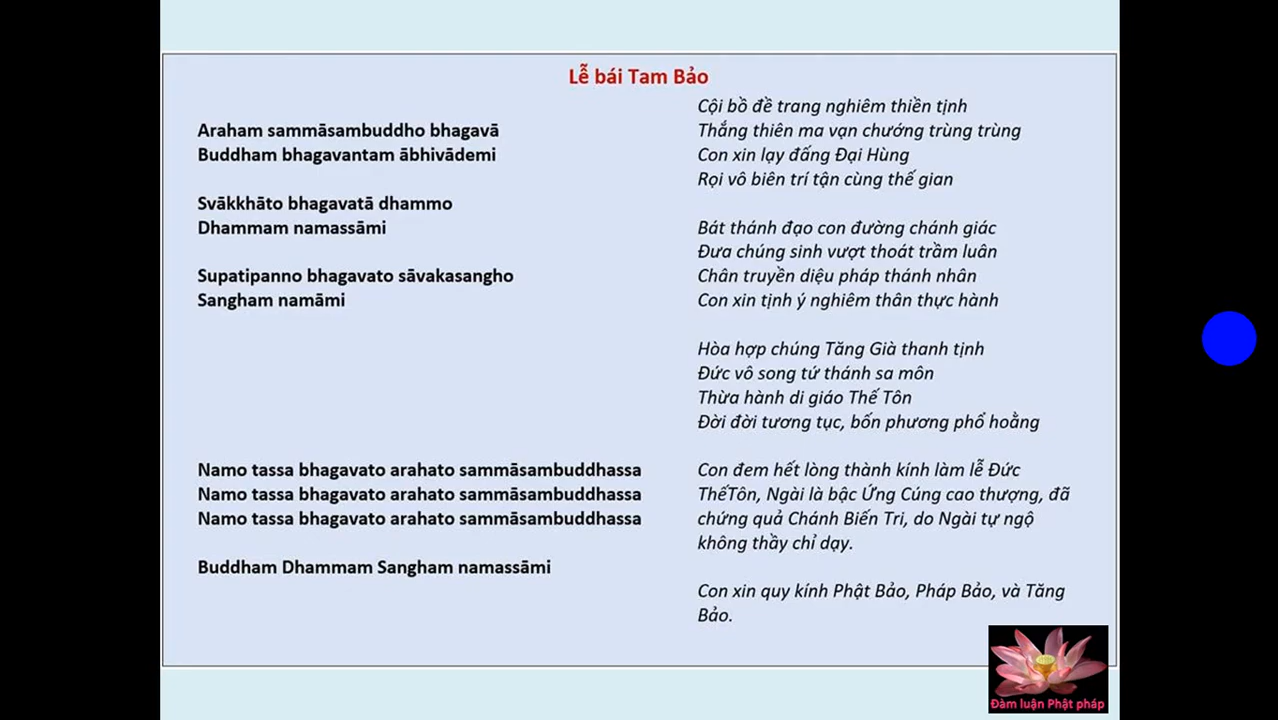 Lễ bái Tam Bảo
Araham sammāsambuddho bhagavā
Buddham bhagavantam ābhivādemi
Svākkhāto bhagavatā dhammo
Dhammam namassāmi
Supatipanno bhagavato sāvakasangho
Sangham namāmi
Namo tassa bhagavato arahato sammāsambuddhassa
Namo tassa bhagavato arahato sammāsambuddhassa
Namo tassa bhagavato arahato sammāsambuddhassa
Buddham Dhammam Sangham namassāmi
Cội bồ đề trang nghiêm thiền tịnh
Thắng thiên ma vạn chướng trùng trùng
Con xin lạy đấng Đại Hùng
Rọi vô biên trí tận cùng thế gian
Bát thánh đạo con đường chánh giác
Đưa chúng sinh vượt thoát trầm luân
Chân truyền diệu pháp thánh nhân
Con xin tịnh ý nghiêm thân thực hành
Hòa hợp chúng Tăng Già thanh tịnh
Đức vô song tứ thánh sa môn
Thừa hành di giáo Thế Tôn
Đời đời tương tục, bốn phương phổ hoằng
Con đem hết lòng thành kính làm lễ Đức
ThếTôn, Ngài là bậc Ứng Cúng cao thượng, đã
chứng quả Chánh Biến Tri, do Ngài tự ngộ
không thầy chỉ dạy.
Con xin quy kính Phật Bảo, Pháp Bảo, và Tăng
Bảo.
Đàm luận Phật pháp